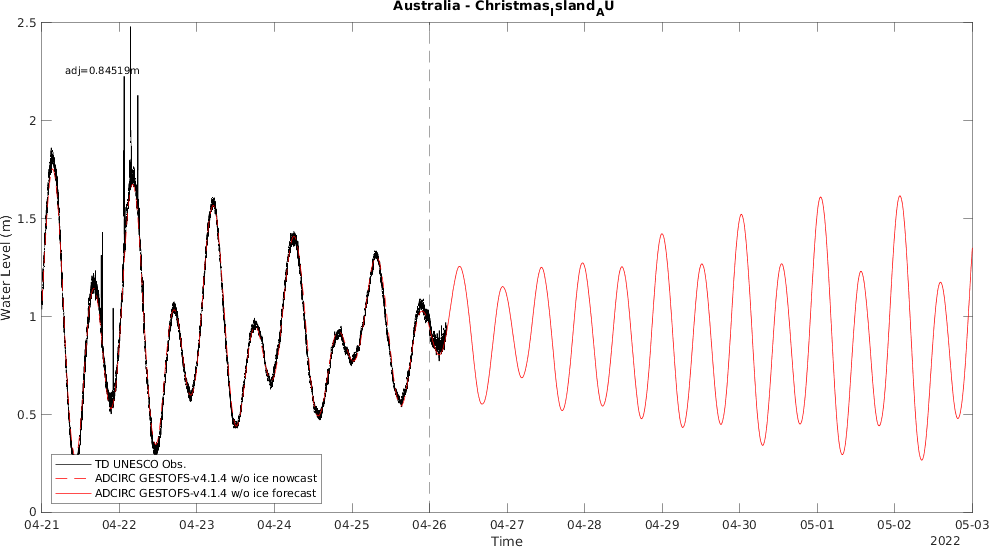 Australia - Christmas_Island_AU
2.5
adj=0.84519m
2
1.5
Water Level (m)
1
0.5
TD UNESCO Obs.
ADCIRC GESTOFS-v4.1.4 w/o ice nowcast
ADCIRC GESTOFS-v4.1.4 w/o ice forecast
0
04-21 04-22 04-23 04-24 04-25 04-26 04-27 04-28 04-29 04-30 05-01 05-02 05-03
Time
2022